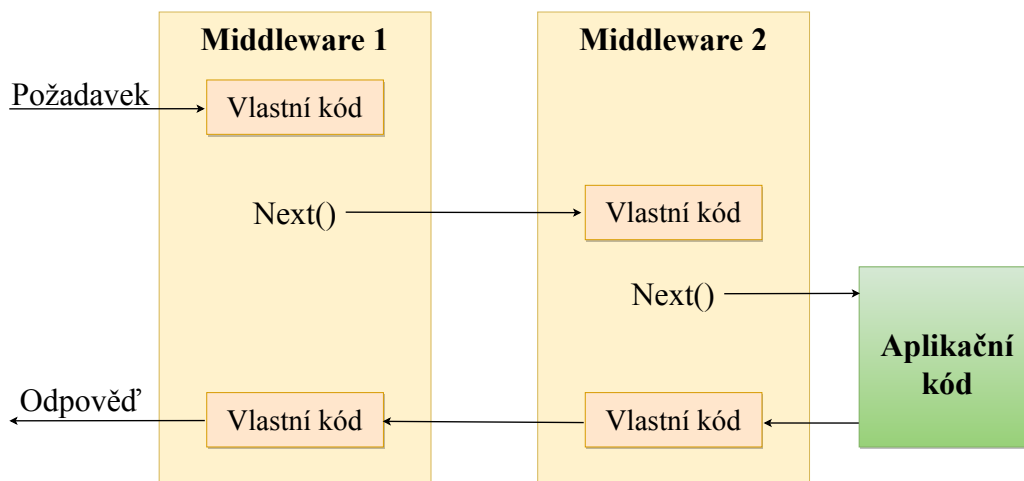 Middleware 1
Middleware 2
Požadavek
Vlastní kód
Next()
Vlastní kód
Next()
Aplikační
kód
Odpověď
Vlastní kód
Vlastní kód